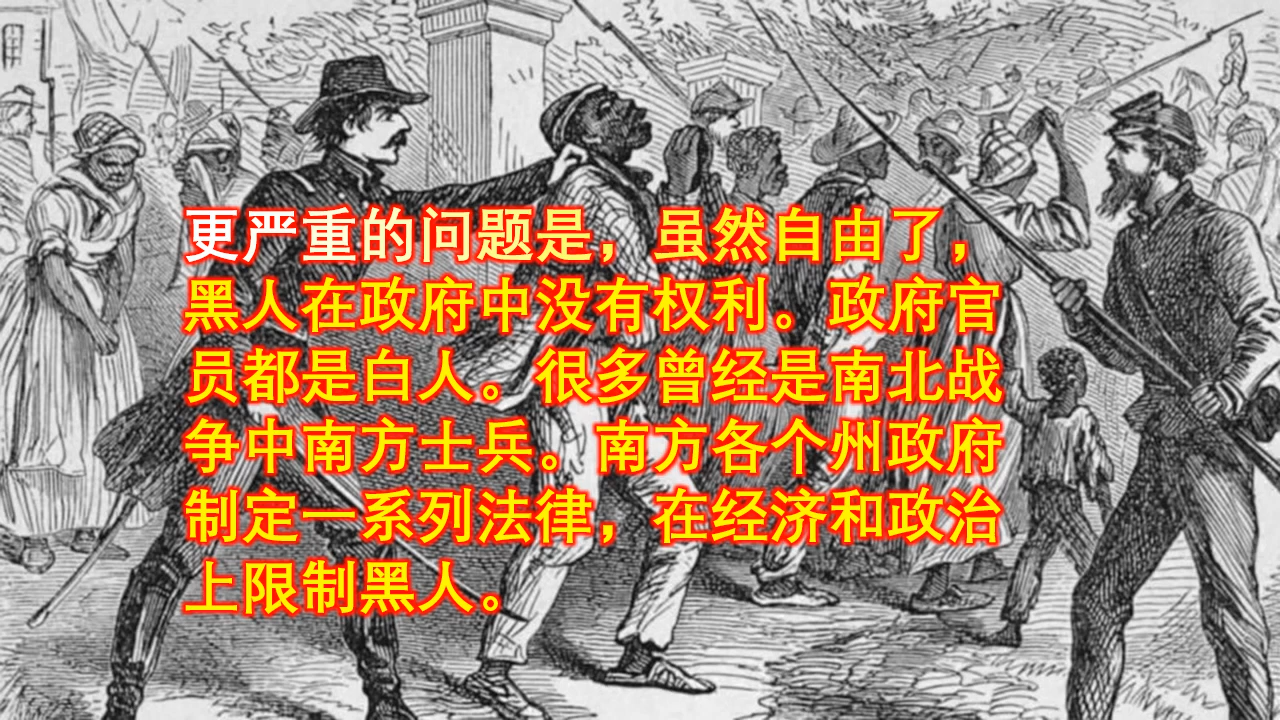 更严重的问题是，虽然自由了，
黑人在政府中没有权利。政府官
员都是白人。很多曾经是南北战
争中南方士兵。南方各个州政府
制定一系列法律，在经济和政治
上限制黑人。